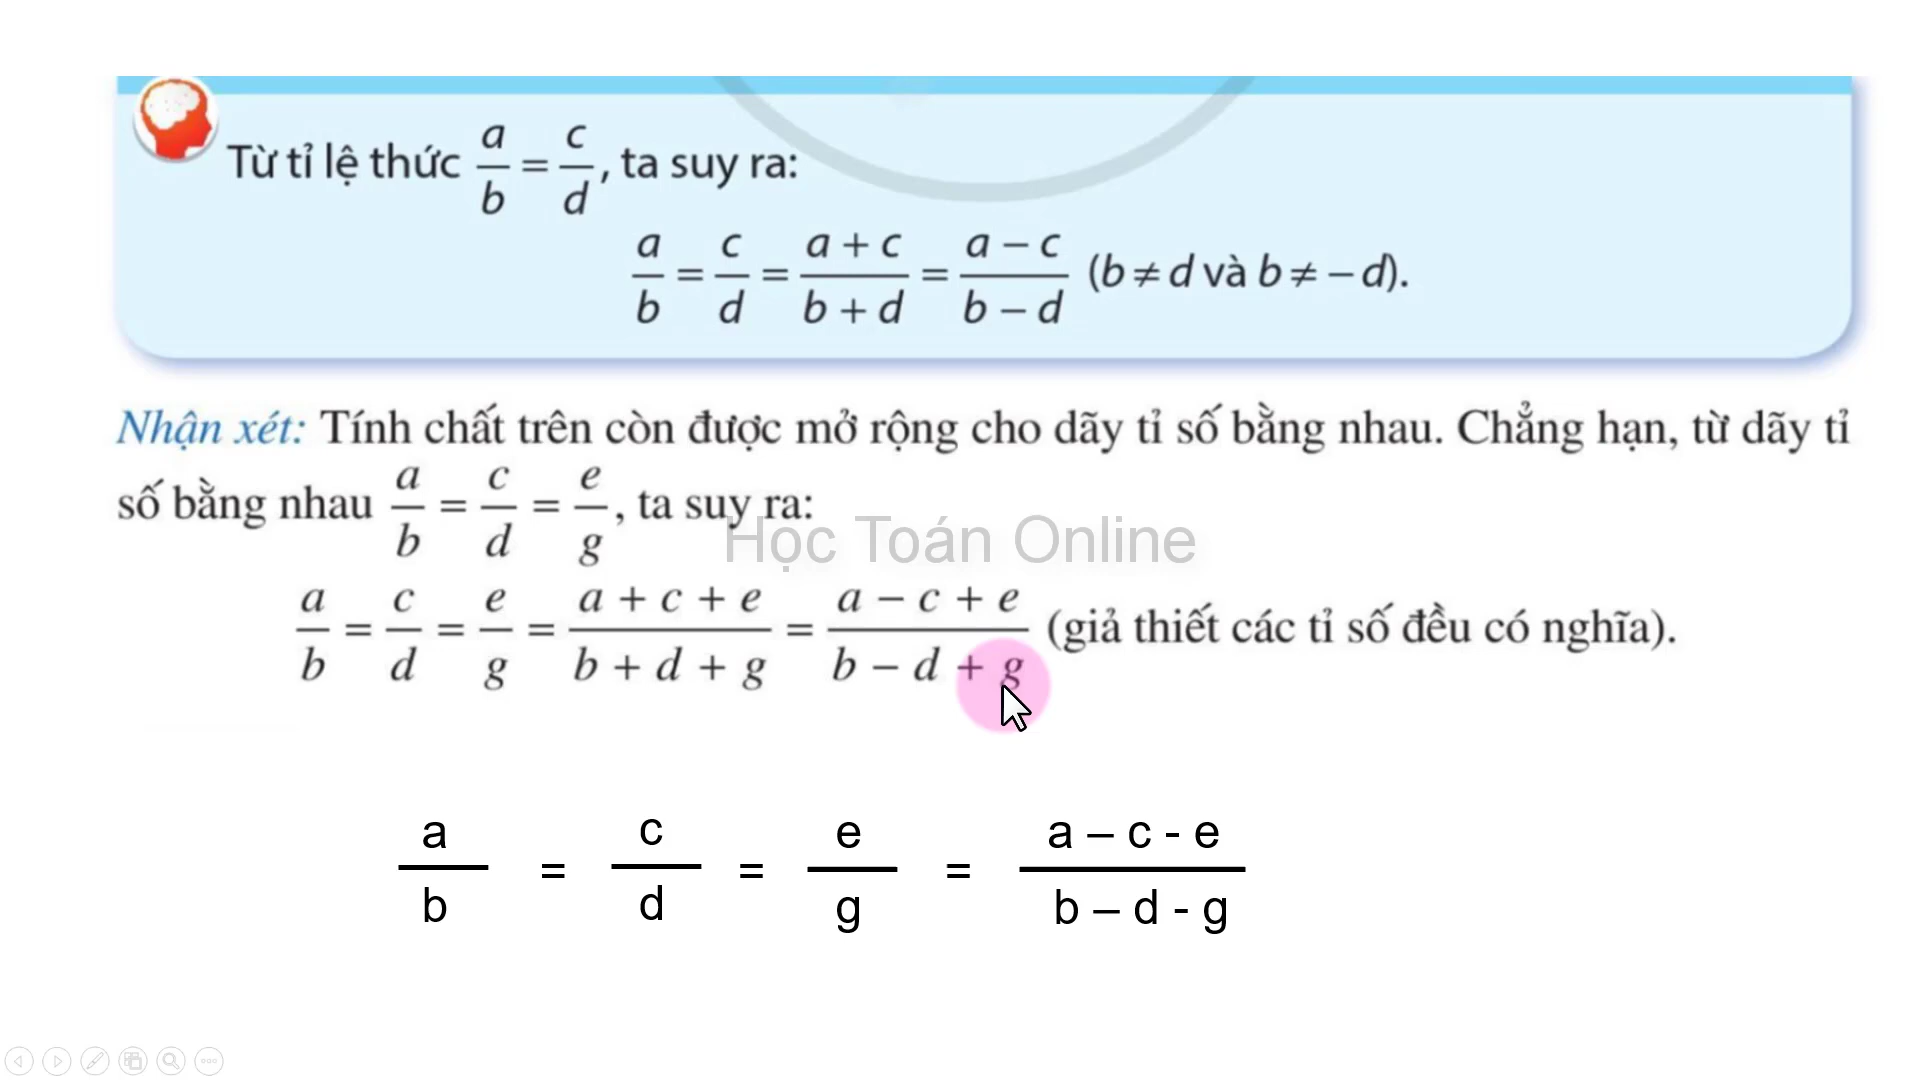 Từ tỉ lệ thức a/b = c/d, ta suy ra:
a/b = c/d = (a + c)/(b + d) = (a − c)/(b − d) (b ≠ d và b ≠ − d).
Nhận xét: Tính chất trên còn được mở rộng cho dãy tỉ số bằng nhau. Chẳng hạn, từ dãy tỉ
số bằng nhau a/b = c/d = e/g, ta suy ra:
Học Toán Online
a/b = c/d = e/g = (a + c + e)/(b + d + g) = (a − c + e)/(b − d + g) (giả thiết các tỉ số đều có nghĩa).
a/b = c/d = e/g = (a – c - e)/(b – d - g)